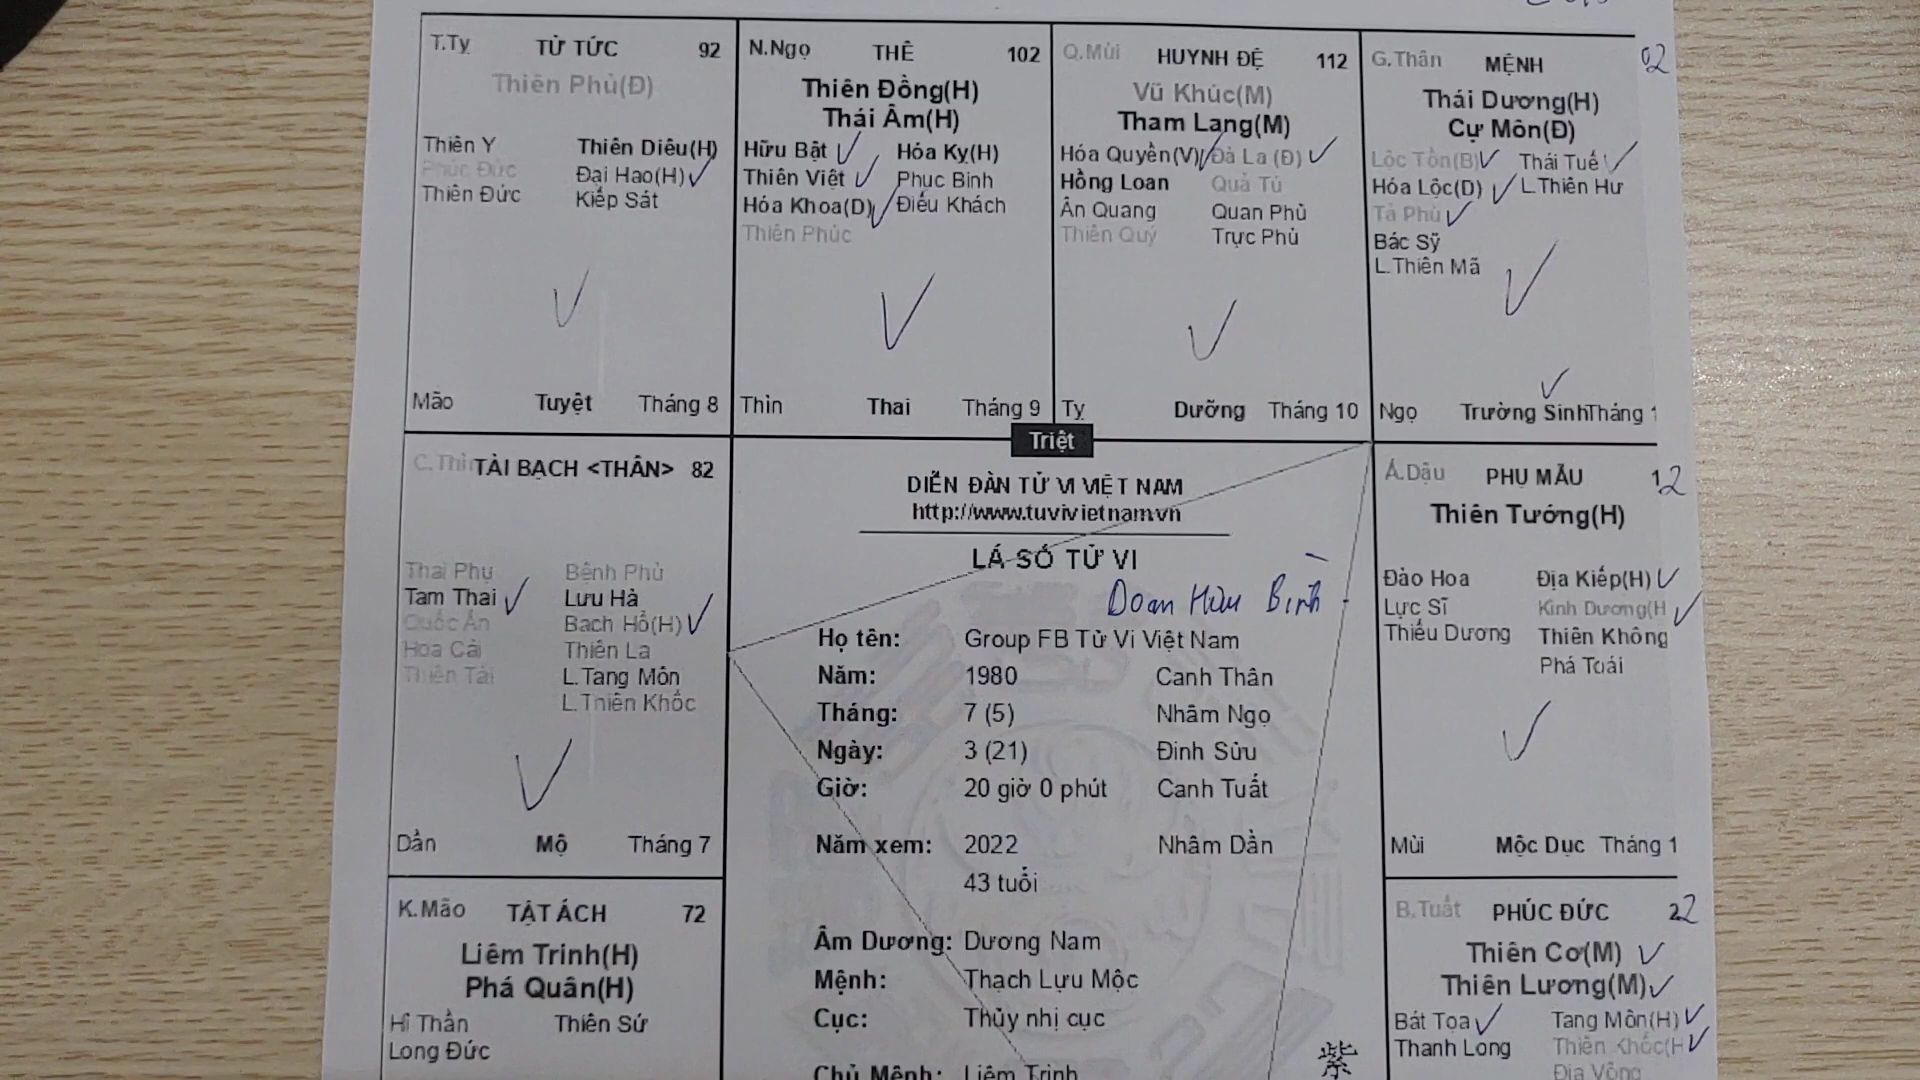 T.Tỵ TỬ TỨC 92
Thiên Phủ(Đ)
Thiên Y Thiên Diêu(H)
Phúc Đức Đại Hao(H)
Thiên Đức Kiếp Sát
Mão Tuyệt Tháng 8
N.Ngọ THÊ 102
Thiên Đồng(H)
Thái Âm(H)
Hữu Bật Hóa Kỵ(H)
Thiên Việt Phục Binh
Hóa Khoa(D) Điếu Khách
Thiên Phúc
Thìn Thai Tháng 9
Q.Mùi HUYNH ĐỆ 112
Vũ Khúc(M)
Tham Lang(M)
Hóa Quyền(V) Đà La (Đ)
Hồng Loan Quả Tú
Ân Quang Quan Phủ
Thiên Quý Trực Phù
Tỵ Dưỡng Tháng 10
G.Thân MỆNH 02
Thái Dương(H)
Cự Môn(Đ)
Lộc Tồn(B) Thái Tuế
Hóa Lộc(D) L.Thiên Hư
Tả Phù
Bác Sỹ
L.Thiên Mã
Ngọ Trường Sinh Tháng 1
Triệt
C.Thìn TÀI BẠCH <THÂN> 82
Thai Phụ Bệnh Phù
Tam Thai Lưu Hà
Quốc Ấn Bạch Hổ(H)
Hoa Cái Thiên La
Thiên Tài L.Tang Môn
L.Thiên Khốc
Dần Mộ Tháng 7
DIỄN ĐÀN TỬ VI VIỆT NAM
http://www.tuvivietnam.vn
LÁ SỐ TỬ VI
Doan Hữu Bình
Họ tên: Group FB Tử Vi Việt Nam
Năm: 1980 Canh Thân
Tháng: 7 (5) Nhâm Ngọ
Ngày: 3 (21) Đinh Sửu
Giờ: 20 giờ 0 phút Canh Tuất
Năm xem: 2022 Nhâm Dần
43 tuổi
Âm Dương: Dương Nam
Mệnh: Thạch Lựu Mộc
Cục: Thủy nhị cục
Chủ Mệnh: Liêm Trinh
紫
Á.Dậu PHỤ MẪU 12
Thiên Tướng(H)
Đào Hoa Địa Kiếp(H)
Lực Sĩ Kình Dương(H
Thiếu Dương Thiên Không
Phá Toái
Mùi Mộc Dục Tháng 1
K.Mão TẬT ÁCH 72
Liêm Trinh(H)
Phá Quân(H)
Hỉ Thần Thiên Sứ
Long Đức
B.Tuất PHÚC ĐỨC 22
Thiên Cơ(M)
Thiên Lương(M)
Bát Tọa Tang Môn(H)
Thanh Long Thiên Khốc(H
Địa Võng